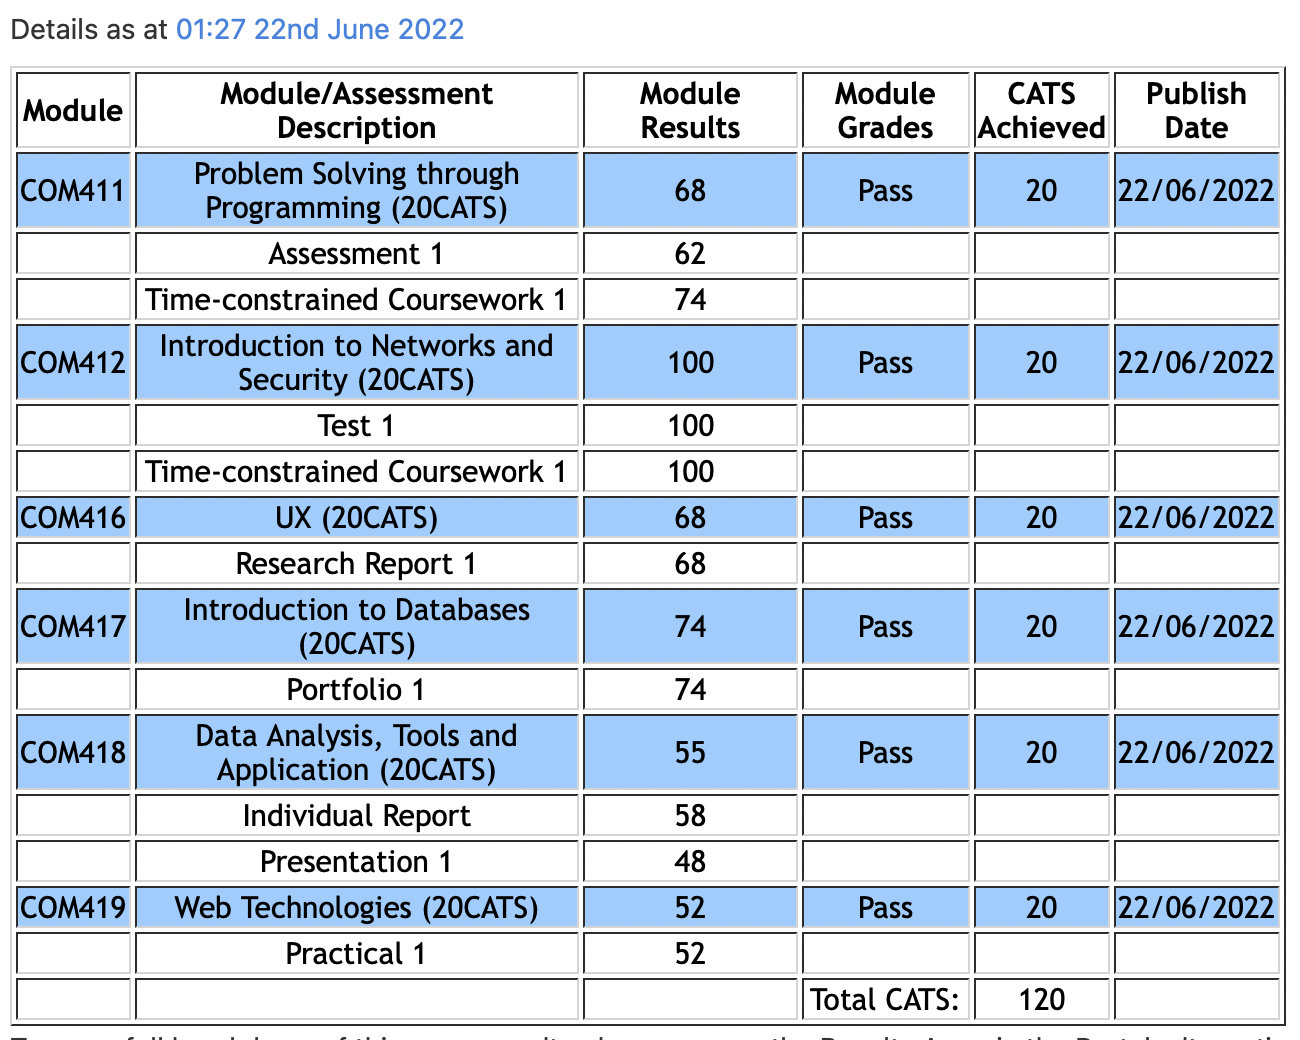 Details as at 01:27 22nd June 2022
Module
Module/Assessment
Description
Module
Results
Module
Grades
CATS
Achieved
Publish
Date
COM411
Problem Solving through
Programming (20CATS)
68
Pass
20
22/06/2022
Assessment 1
62
Time-constrained Coursework 1
74
COM412
Introduction to Networks and
Security (20CATS)
100
Pass
20
22/06/2022
Test 1
100
Time-constrained Coursework 1
100
COM416
UX (20CATS)
68
Pass
20
22/06/2022
Research Report 1
68
COM417
Introduction to Databases
(20CATS)
74
Pass
20
22/06/2022
Portfolio 1
74
COM418
Data Analysis, Tools and
Application (20CATS)
55
Pass
20
22/06/2022
Individual Report
58
Presentation 1
48
COM419
Web Technologies (20CATS)
52
Pass
20
22/06/2022
Practical 1
52
Total CATS:
120